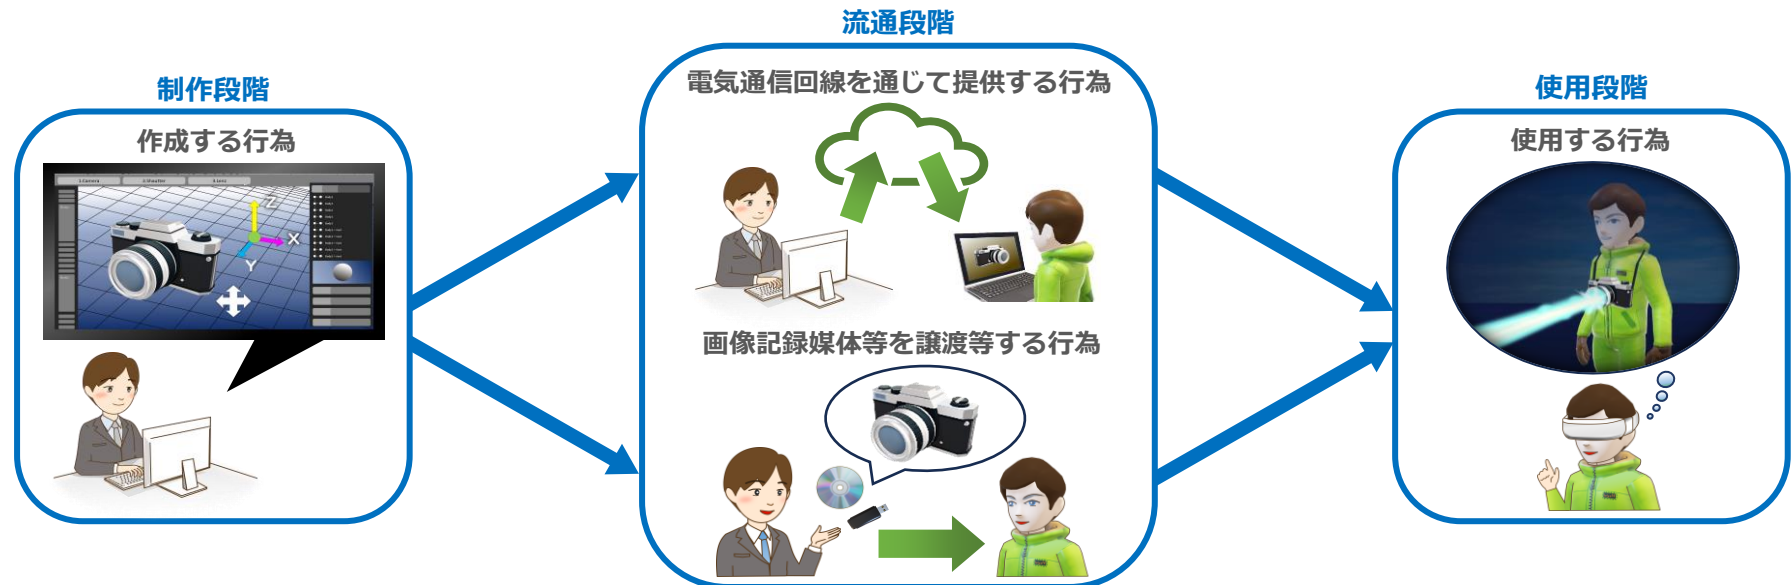 流通段階
制作段階
使用段階
電気通信回線を通じて提供する行為
作成する行為
使用する行為
Z
X
Y
画像記録媒体等を譲渡等する行為